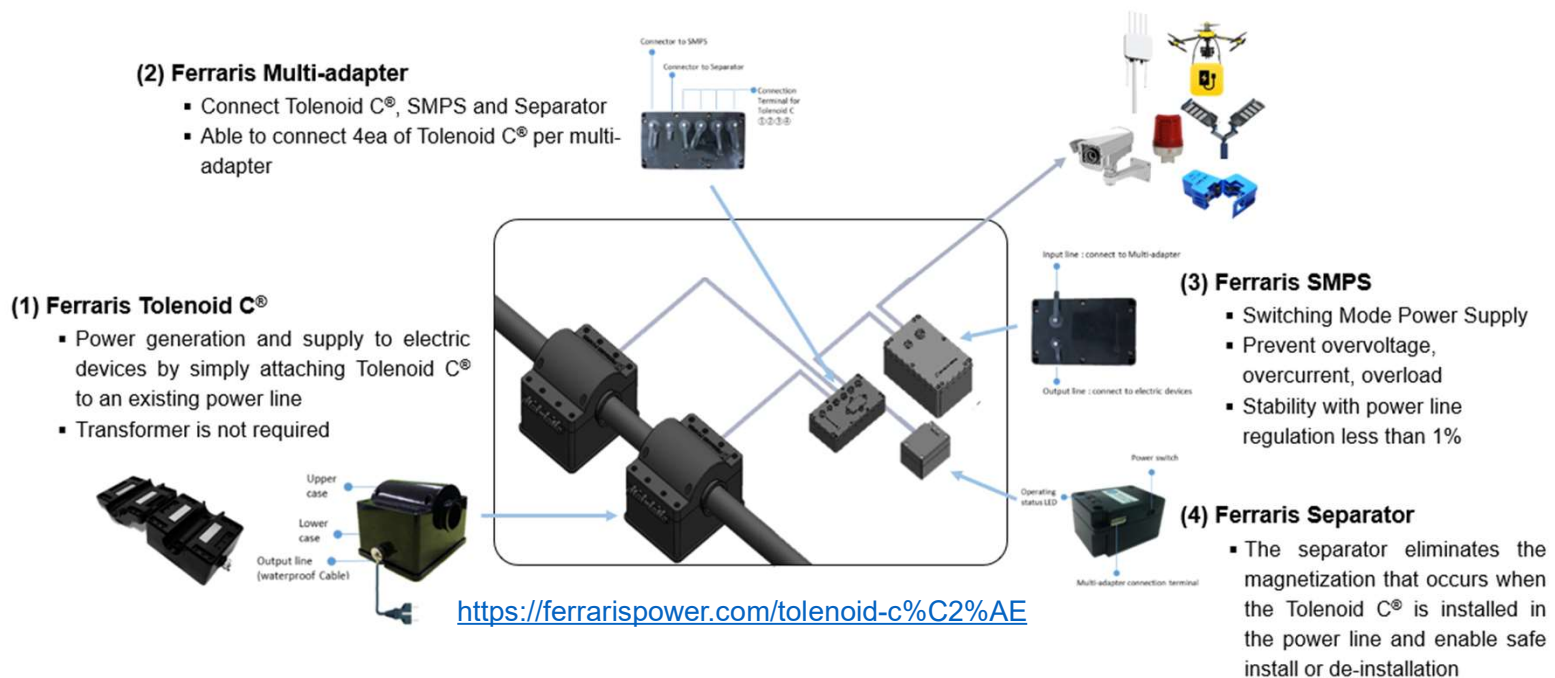 (2) Ferraris Multi-adapter
▪ Connect Tolenoid C®, SMPS and Separator
▪ Able to connect 4ea of Tolenoid C® per multi-
adapter
Connector to SMPS
Connector to Separator
Connection
Terminal for
Tolenoid C
①②③④
(1) Ferraris Tolenoid C®
▪ Power generation and supply to electric
devices by simply attaching Tolenoid C®
to an existing power line
▪ Transformer is not required
Upper
case
Lower
case
Output line
(waterproof Cable)
Input line : connect to Multi-adapter
Output line : connect to electric devices
(3) Ferraris SMPS
▪ Switching Mode Power Supply
▪ Prevent overvoltage,
overcurrent, overload
▪ Stability with power line
regulation less than 1%
Power switch
Operating
status LED
Multi-adapter connection terminal
(4) Ferraris Separator
▪ The separator eliminates the
magnetization that occurs when
the Tolenoid C® is installed in
the power line and enable safe
install or de-installation
https://ferrarispower.com/tolenoid-c%C2%AE